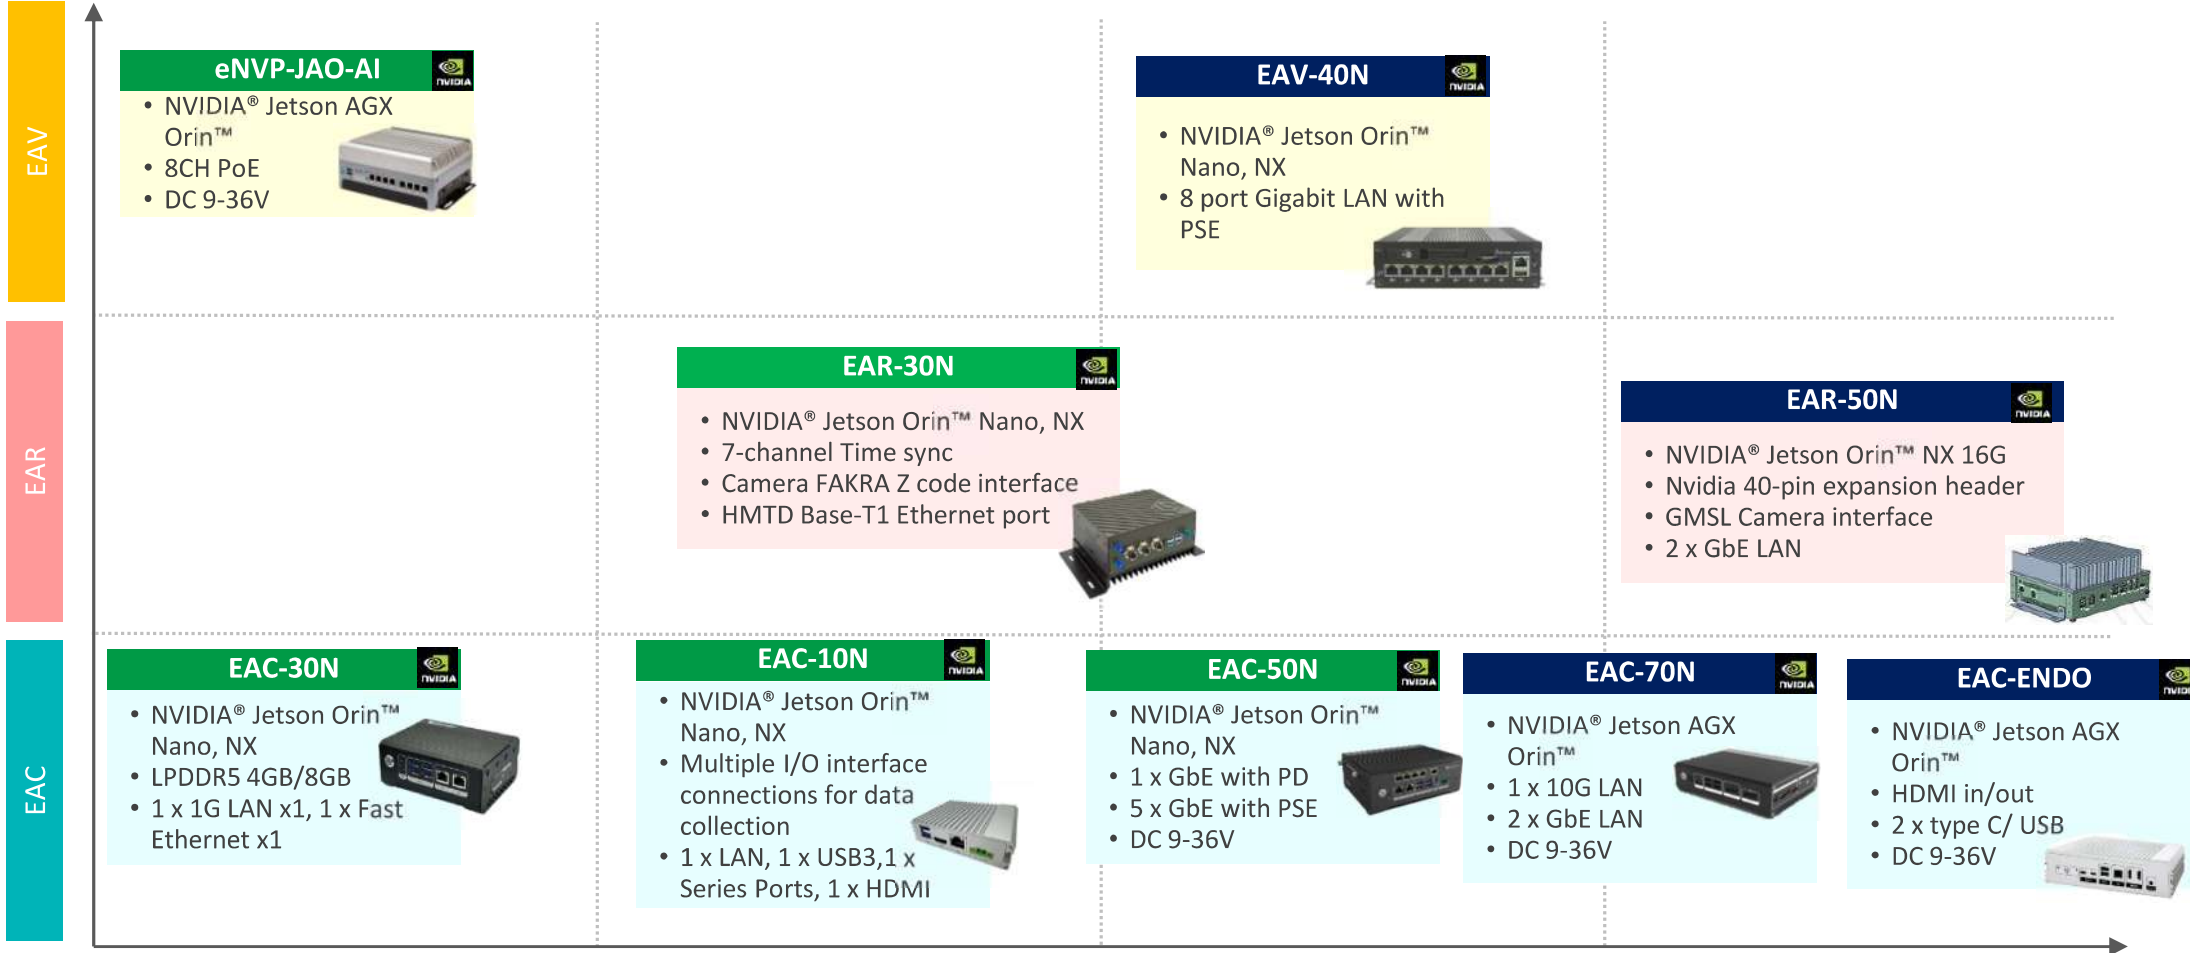 EAV
eNVP-JAO-AI
NVIDIA
• NVIDIA® Jetson AGX
Orin™
• 8CH PoE
• DC 9-36V
EAV-40N
NVIDIA
• NVIDIA® Jetson Orin™
Nano, NX
• 8 port Gigabit LAN with
PSE
EAR
EAR-30N
NVIDIA
• NVIDIA® Jetson Orin™ Nano, NX
• 7-channel Time sync
• Camera FAKRA Z code interface
• HMTD Base-T1 Ethernet port
EAR-50N
NVIDIA
• NVIDIA® Jetson Orin™ NX 16G
• Nvidia 40-pin expansion header
• GMSL Camera interface
• 2 x GbE LAN
EAC
EAC-30N
NVIDIA
• NVIDIA® Jetson Orin™
Nano, NX
• LPDDR5 4GB/8GB
• 1 x 1G LAN x1, 1 x Fast
Ethernet x1
EAC-10N
NVIDIA
• NVIDIA® Jetson Orin™
Nano, NX
• Multiple I/O interface
connections for data
collection
• 1 x LAN, 1 x USB3,1 x
Series Ports, 1 x HDMI
EAC-50N
NVIDIA
• NVIDIA® Jetson Orin™
Nano, NX
• 1 x GbE with PD
• 5 x GbE with PSE
• DC 9-36V
EAC-70N
NVIDIA
• NVIDIA® Jetson AGX
Orin™
• 1 x 10G LAN
• 2 x GbE LAN
• DC 9-36V
EAC-ENDO
NVIDIA
• NVIDIA® Jetson AGX
Orin™
• HDMI in/out
• 2 x type C/ USB
• DC 9-36V